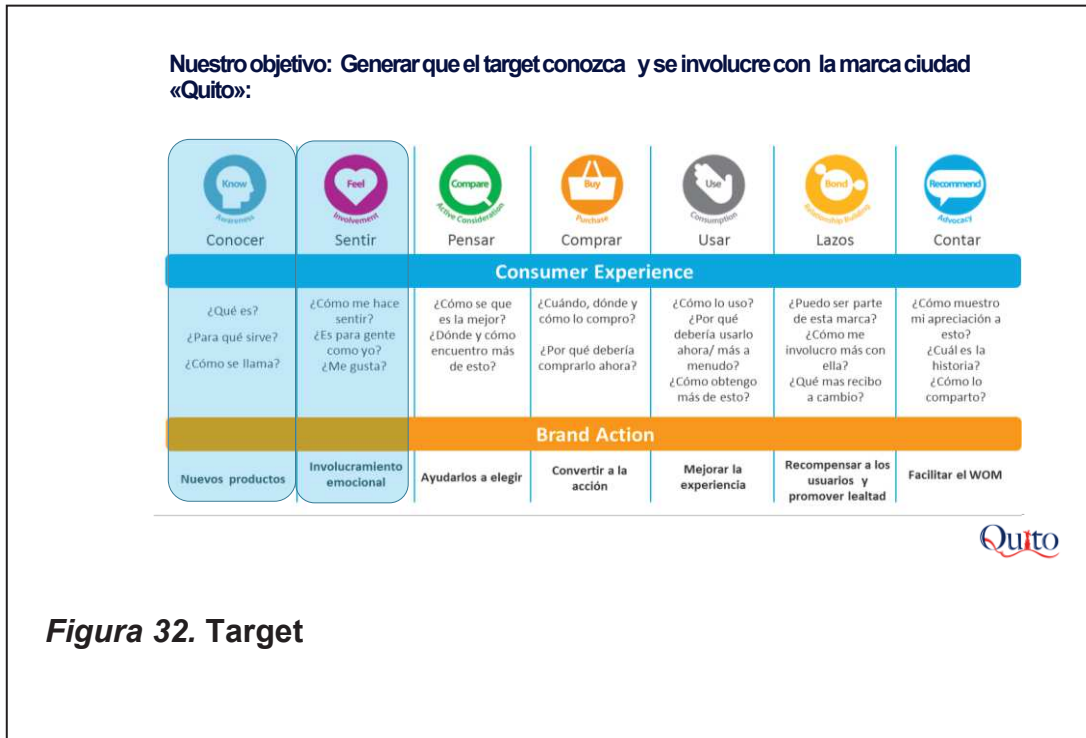 Nuestro objetivo: Generar que el target conozca y se involucre con la marca ciudad
«Quito»:
Know
Awareness
Conocer
Feel
Involvement
Sentir
Compare
Active Consideration
Pensar
Buy
Purchase
Comprar
Use
Consumption
Usar
Bond
Relationship Building
Lazos
Recommend
Advocacy
Contar
Consumer Experience
¿Qué es?
¿Para qué sirve?
¿Cómo se llama?
¿Cómo me hace
sentir?
¿Es para gente
como yo?
¿Me gusta?
¿Cómo se que
es la mejor?
¿Dónde y cómo
encuentro más
de esto?
¿Cuándo, dónde y
cómo lo compro?
¿Por qué debería
comprarlo ahora?
¿Cómo lo uso?
¿Por qué
debería usarlo
ahora/ más a
menudo?
¿Cómo obtengo
más de esto?
¿Puedo ser parte
de esta marca?
¿Cómo me
involucro más con
ella?
¿Qué mas recibo
a cambio?
¿Cómo muestro
mi apreciación a
esto?
¿Cuál es la
historia?
¿Cómo lo
comparto?
Brand Action
Nuevos productos
Involucramiento
emocional
Ayudarlos a elegir
Convertir a la
acción
Mejorar la
experiencia
Recompensar a los
usuarios y
promover lealtad
Facilitar el WOM
Quito
Figura 32. Target